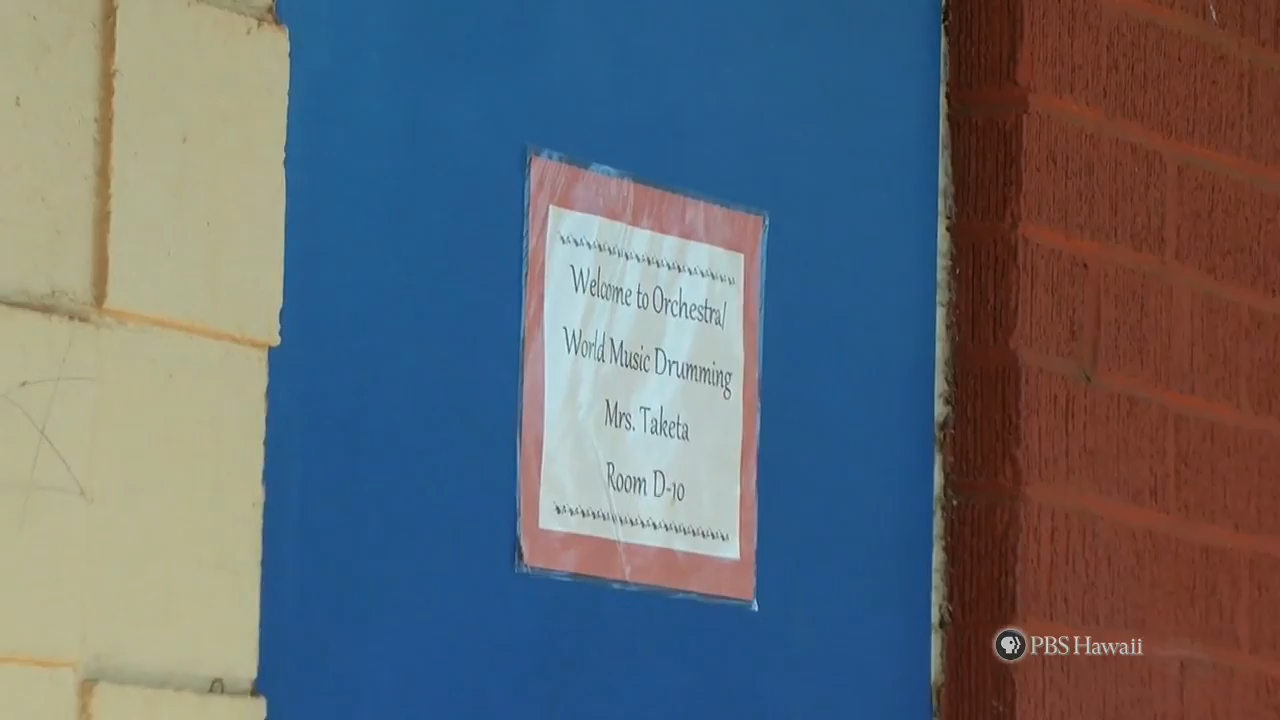 Welcome to Orchestra/
World Music Drumming
Mrs. Taketa
Room D-10
PBS Hawaii